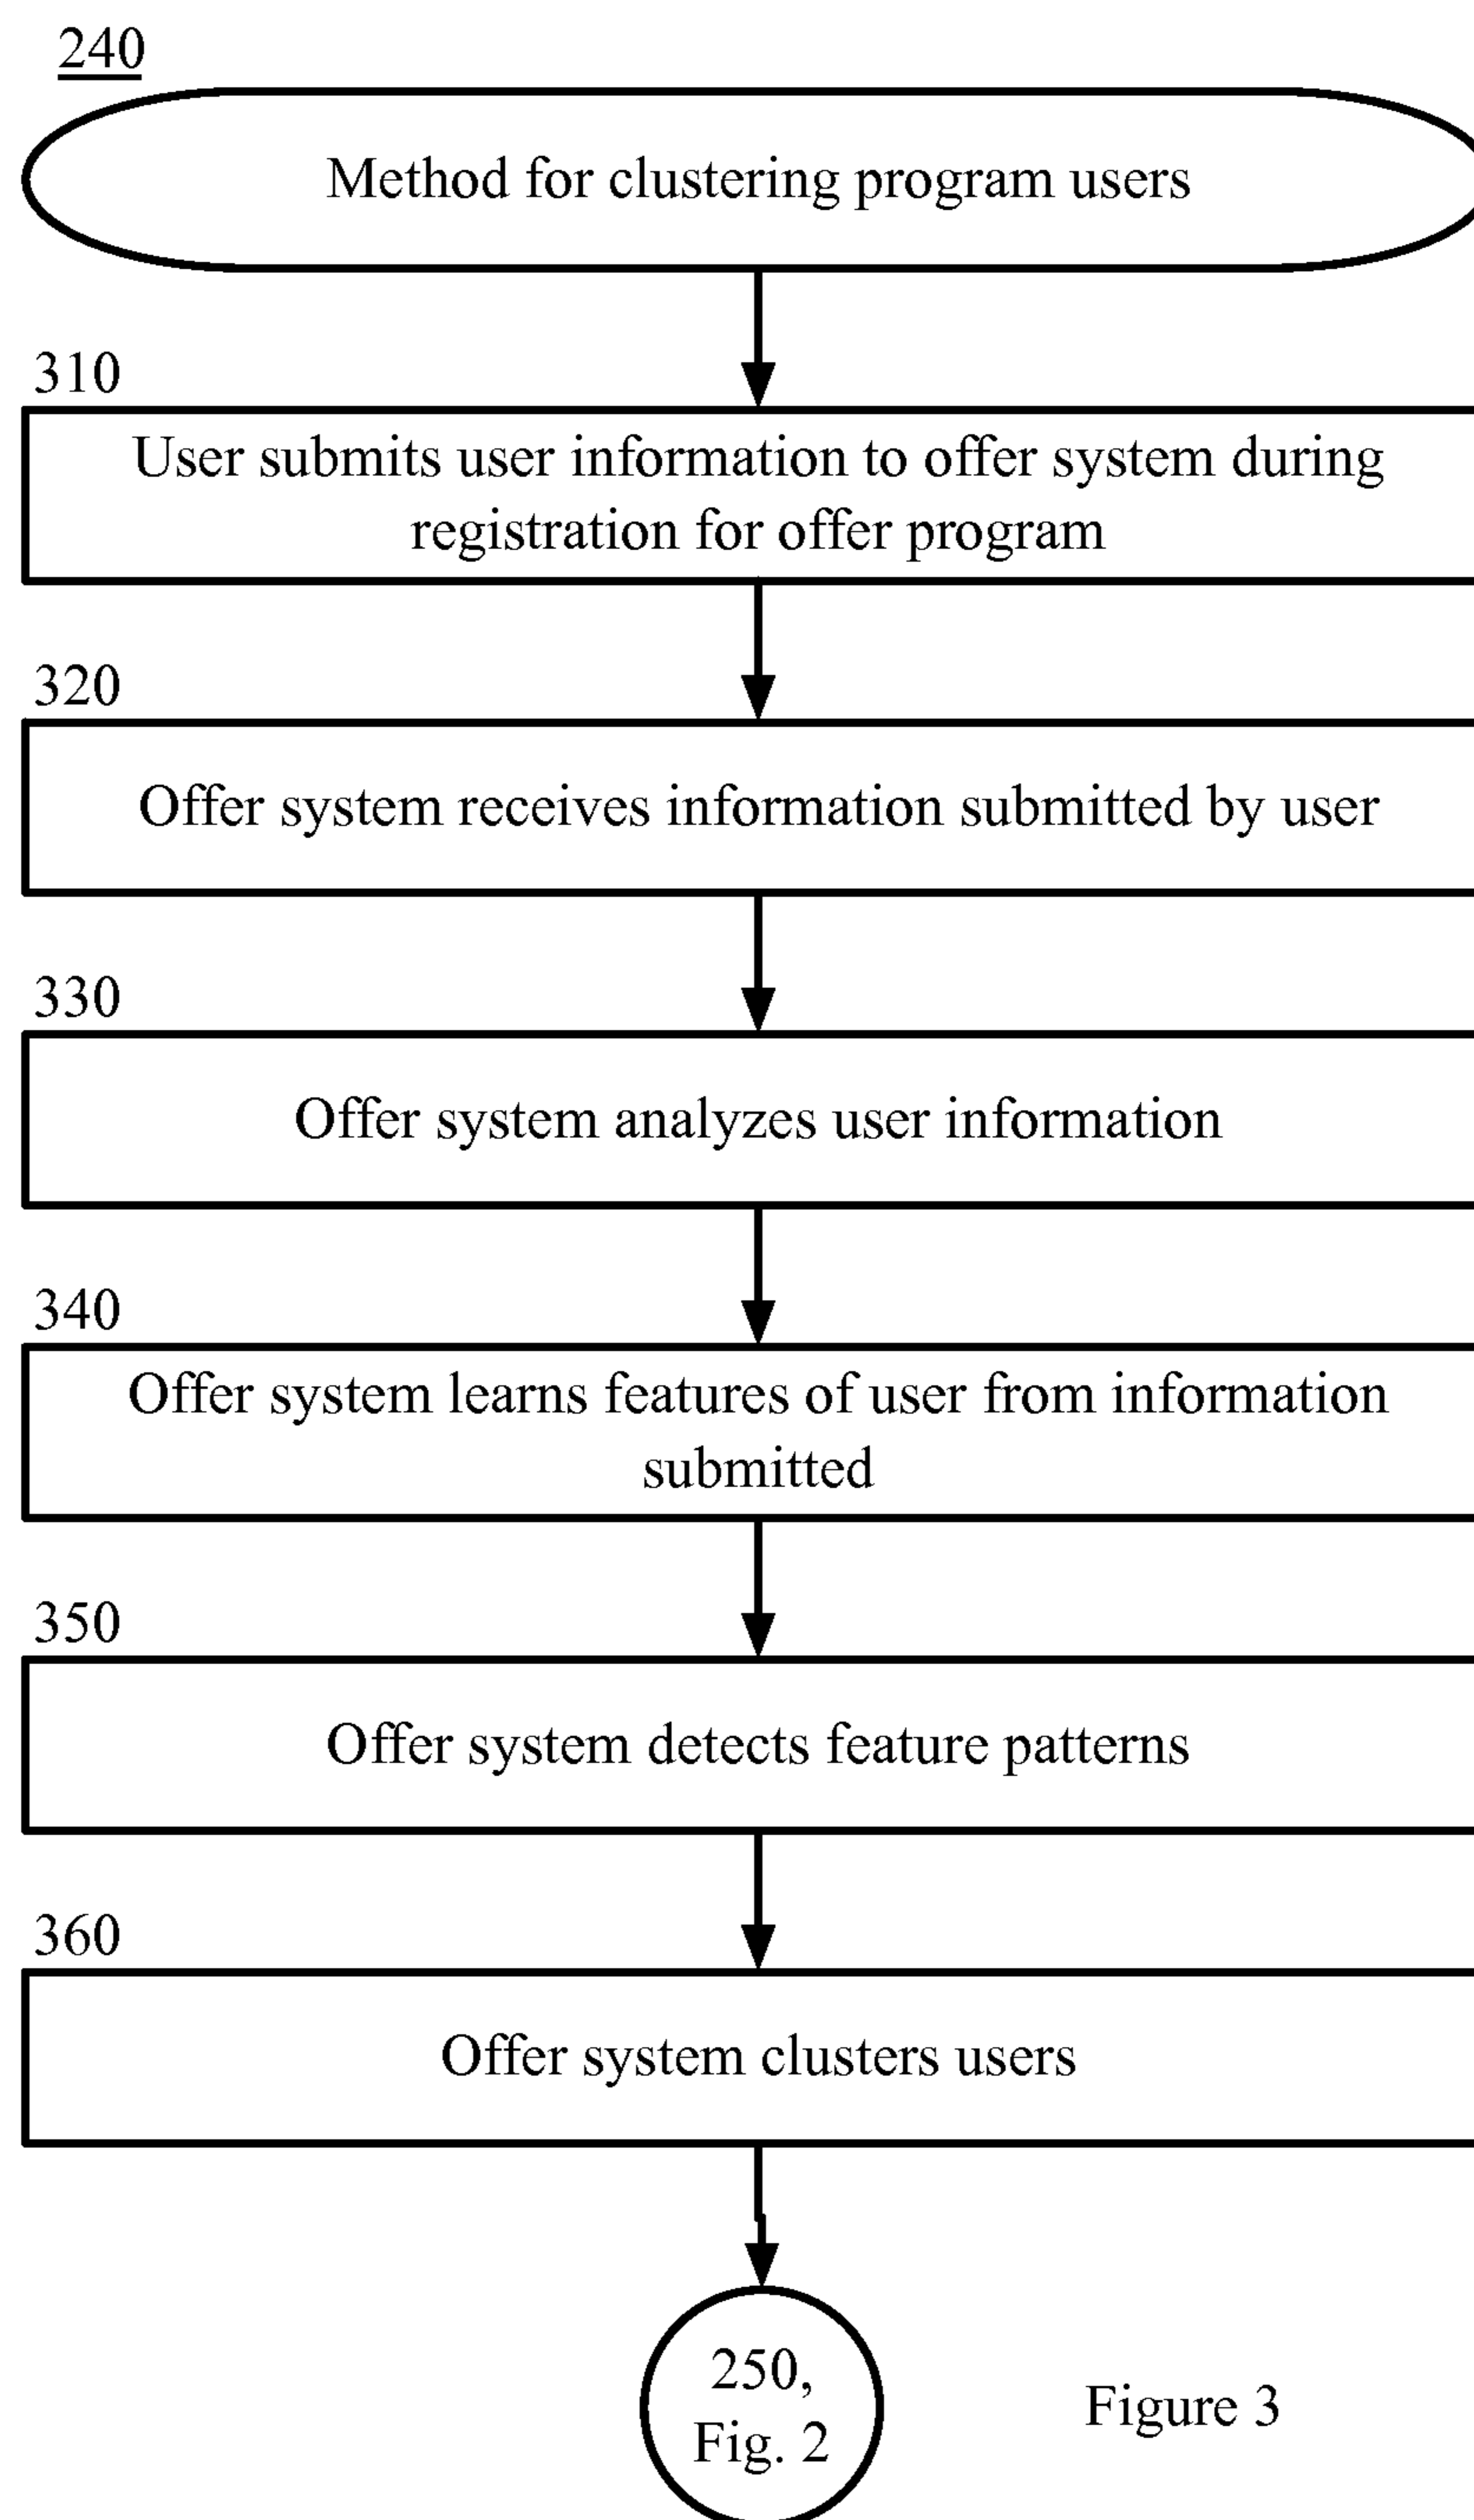 240
Method for clustering program users
310
User submits user information to offer system during
registration for offer program
320
Offer system receives information submitted by user
330
Offer system analyzes user information
340
Offer system learns features of user from information
submitted
350
Offer system detects feature patterns
360
Offer system clusters users
250,
Fig. 2
Figure 3